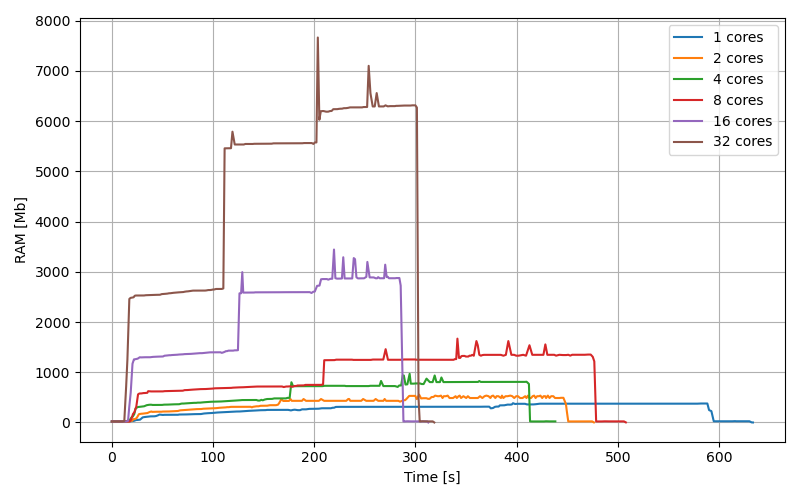 8000
7000
6000
5000
4000
3000
2000
1000
0
RAM [Mb]
1 cores
2 cores
4 cores
8 cores
16 cores
32 cores
0 100 200 300 400 500 600
Time [s]